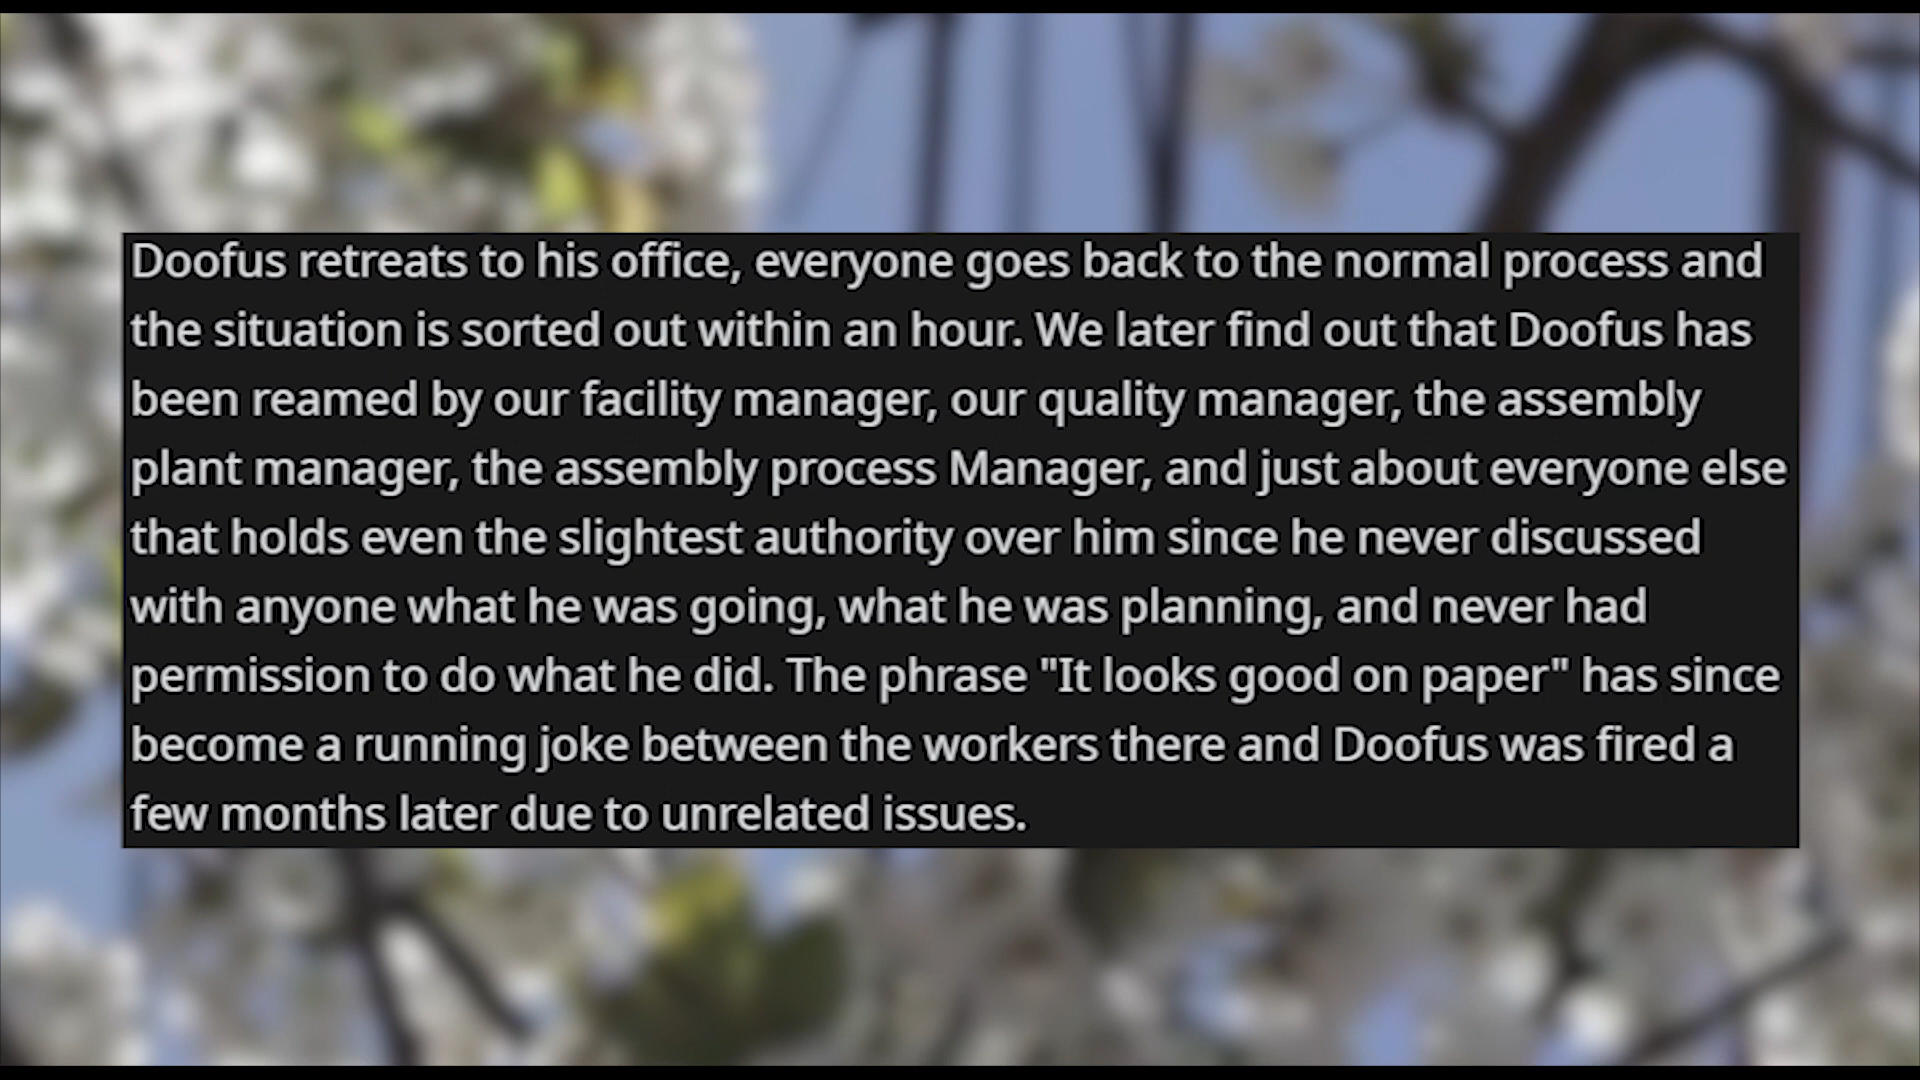 Doofus retreats to his office, everyone goes back to the normal process and
the situation is sorted out within an hour. We later find out that Doofus has
been reamed by our facility manager, our quality manager, the assembly
plant manager, the assembly process Manager, and just about everyone else
that holds even the slightest authority over him since he never discussed
with anyone what he was going, what he was planning, and never had
permission to do what he did. The phrase "It looks good on paper" has since
become a running joke between the workers there and Doofus was fired a
few months later due to unrelated issues.